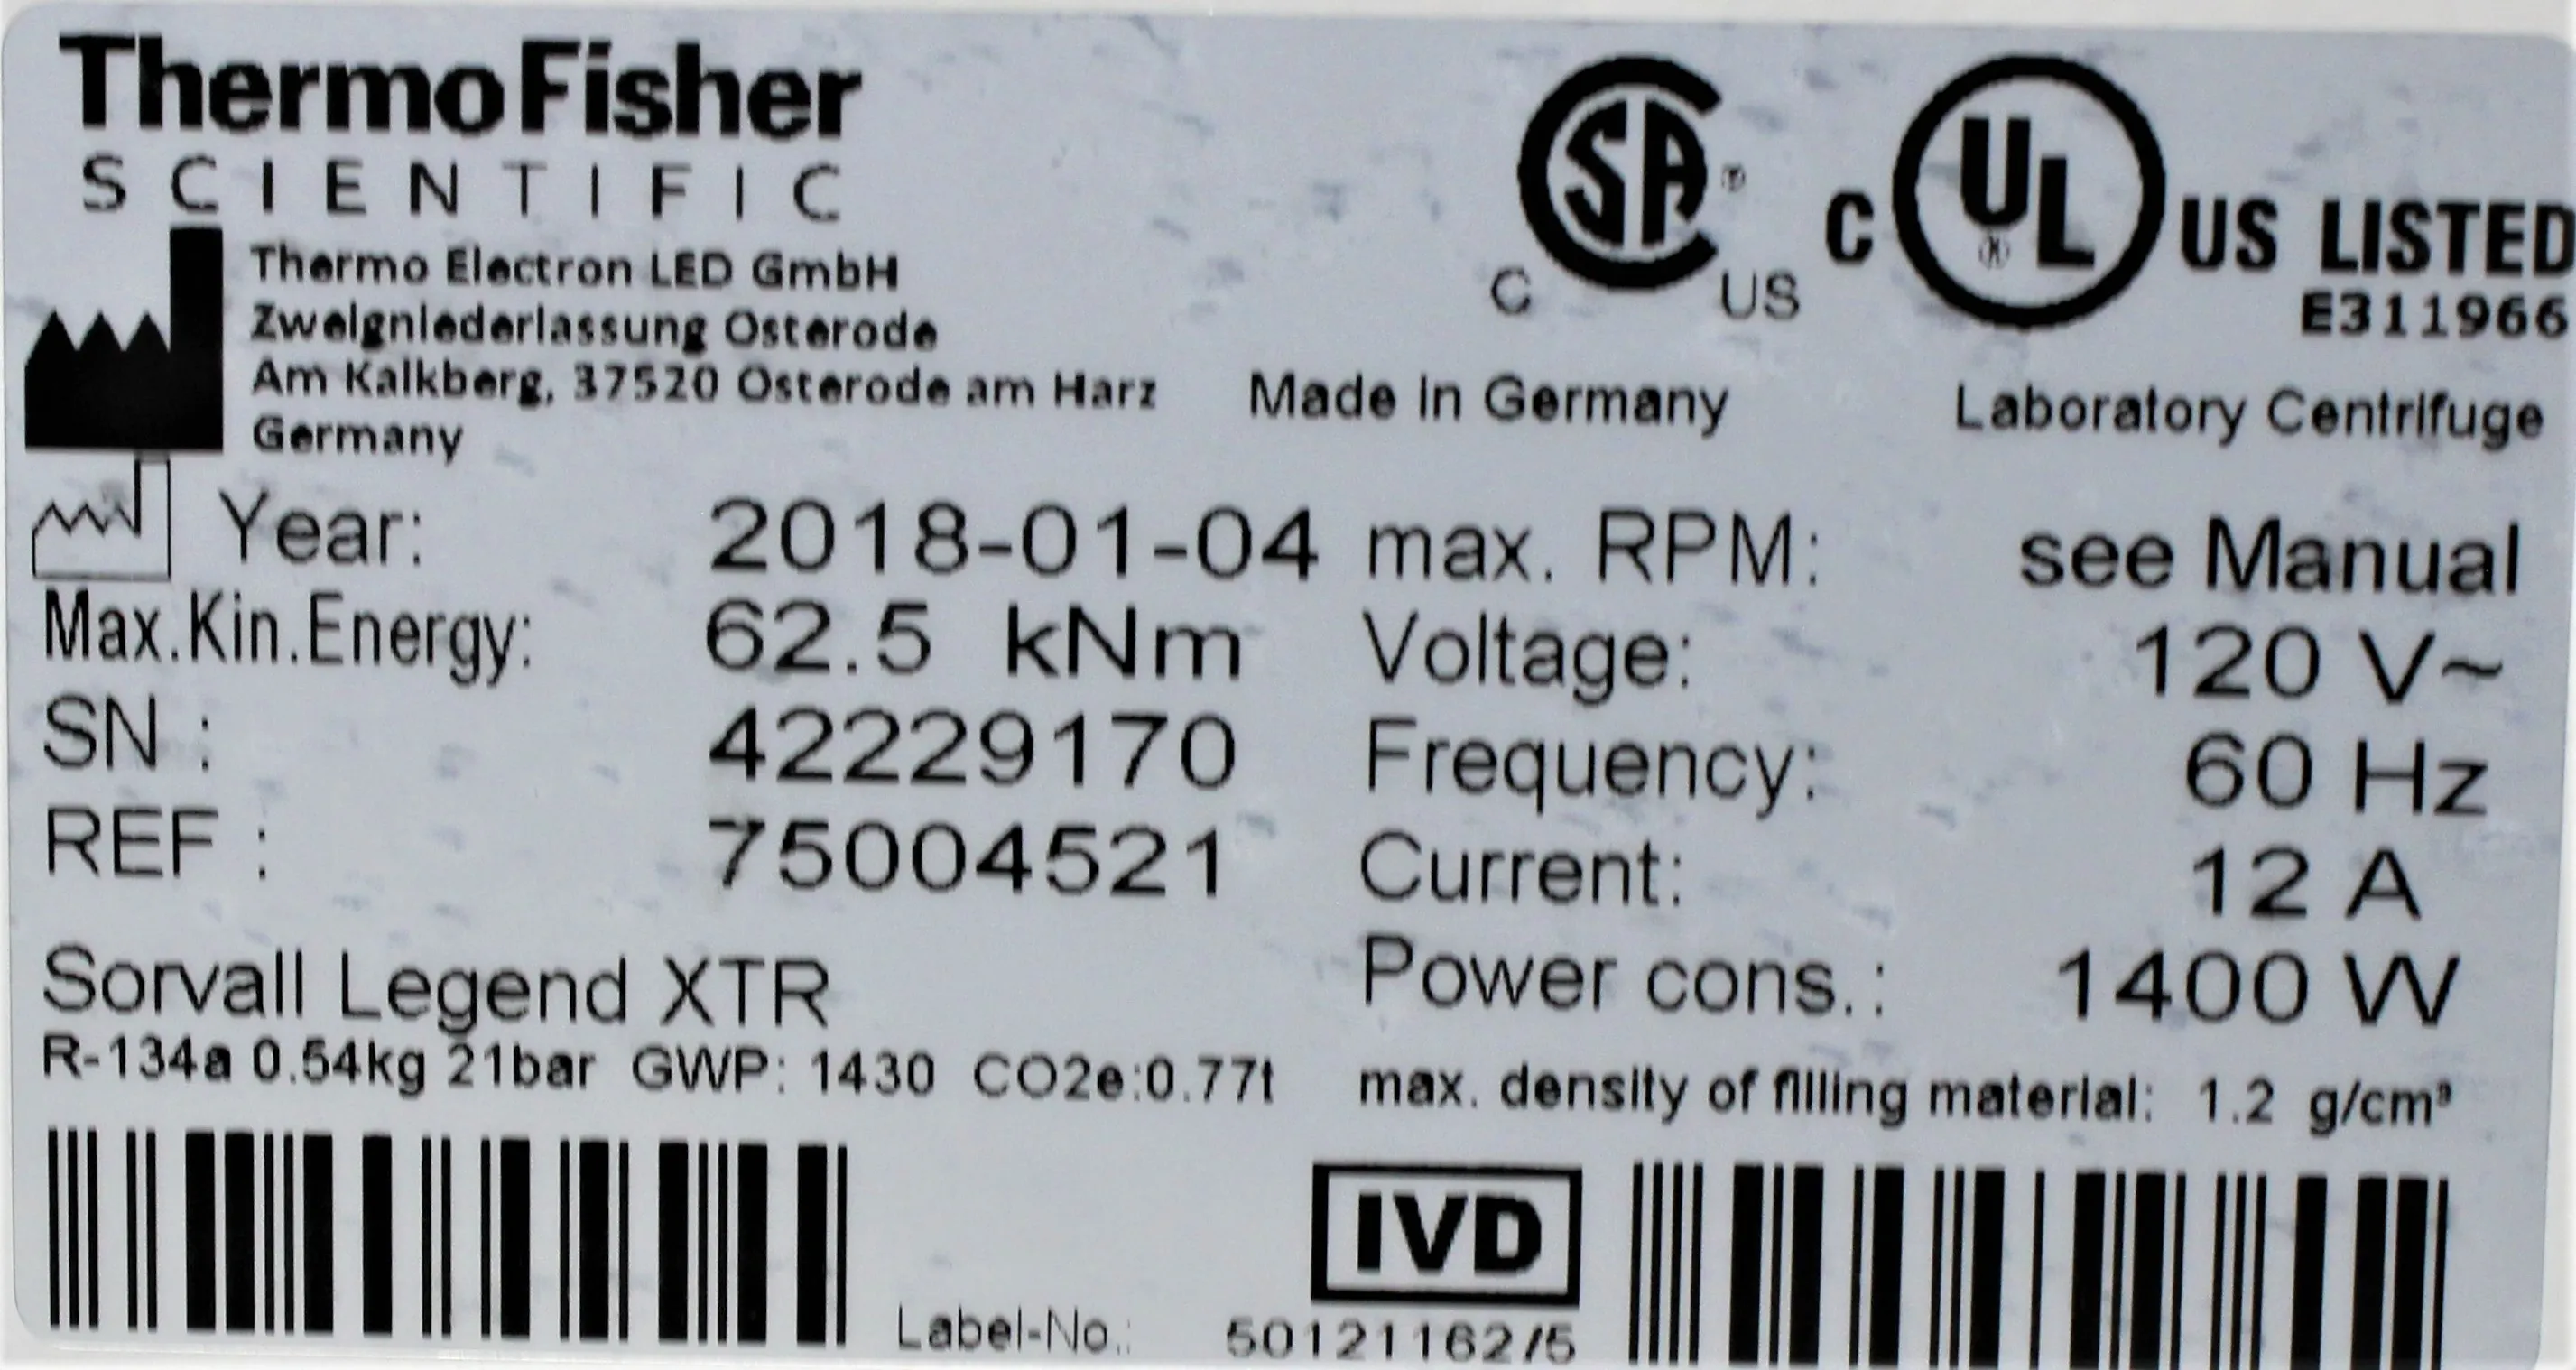 ThermoFisher
SCIENTIFIC
Thermo Electron LED GmbH
Zweigniederlassung Osterode
Am Kalkberg, 37520 Osterode am Harz
Germany
Made in Germany
SA ®
C US
C UL ® US LISTED
E311966
Laboratory Centrifuge
Year: 2018-01-04
Max.Kin.Energy: 62.5 kNm
SN : 42229170
REF : 75004521
max. RPM: see Manual
Voltage: 120 V~
Frequency: 60 Hz
Current: 12 A
Power cons.: 1400 W
Sorvall Legend XTR
R-134a 0.54kg 21bar GWP: 1430 CO2e:0.77t
max. density of filling material: 1.2 g/cm³
IVD
Label-No.: 50121162/5